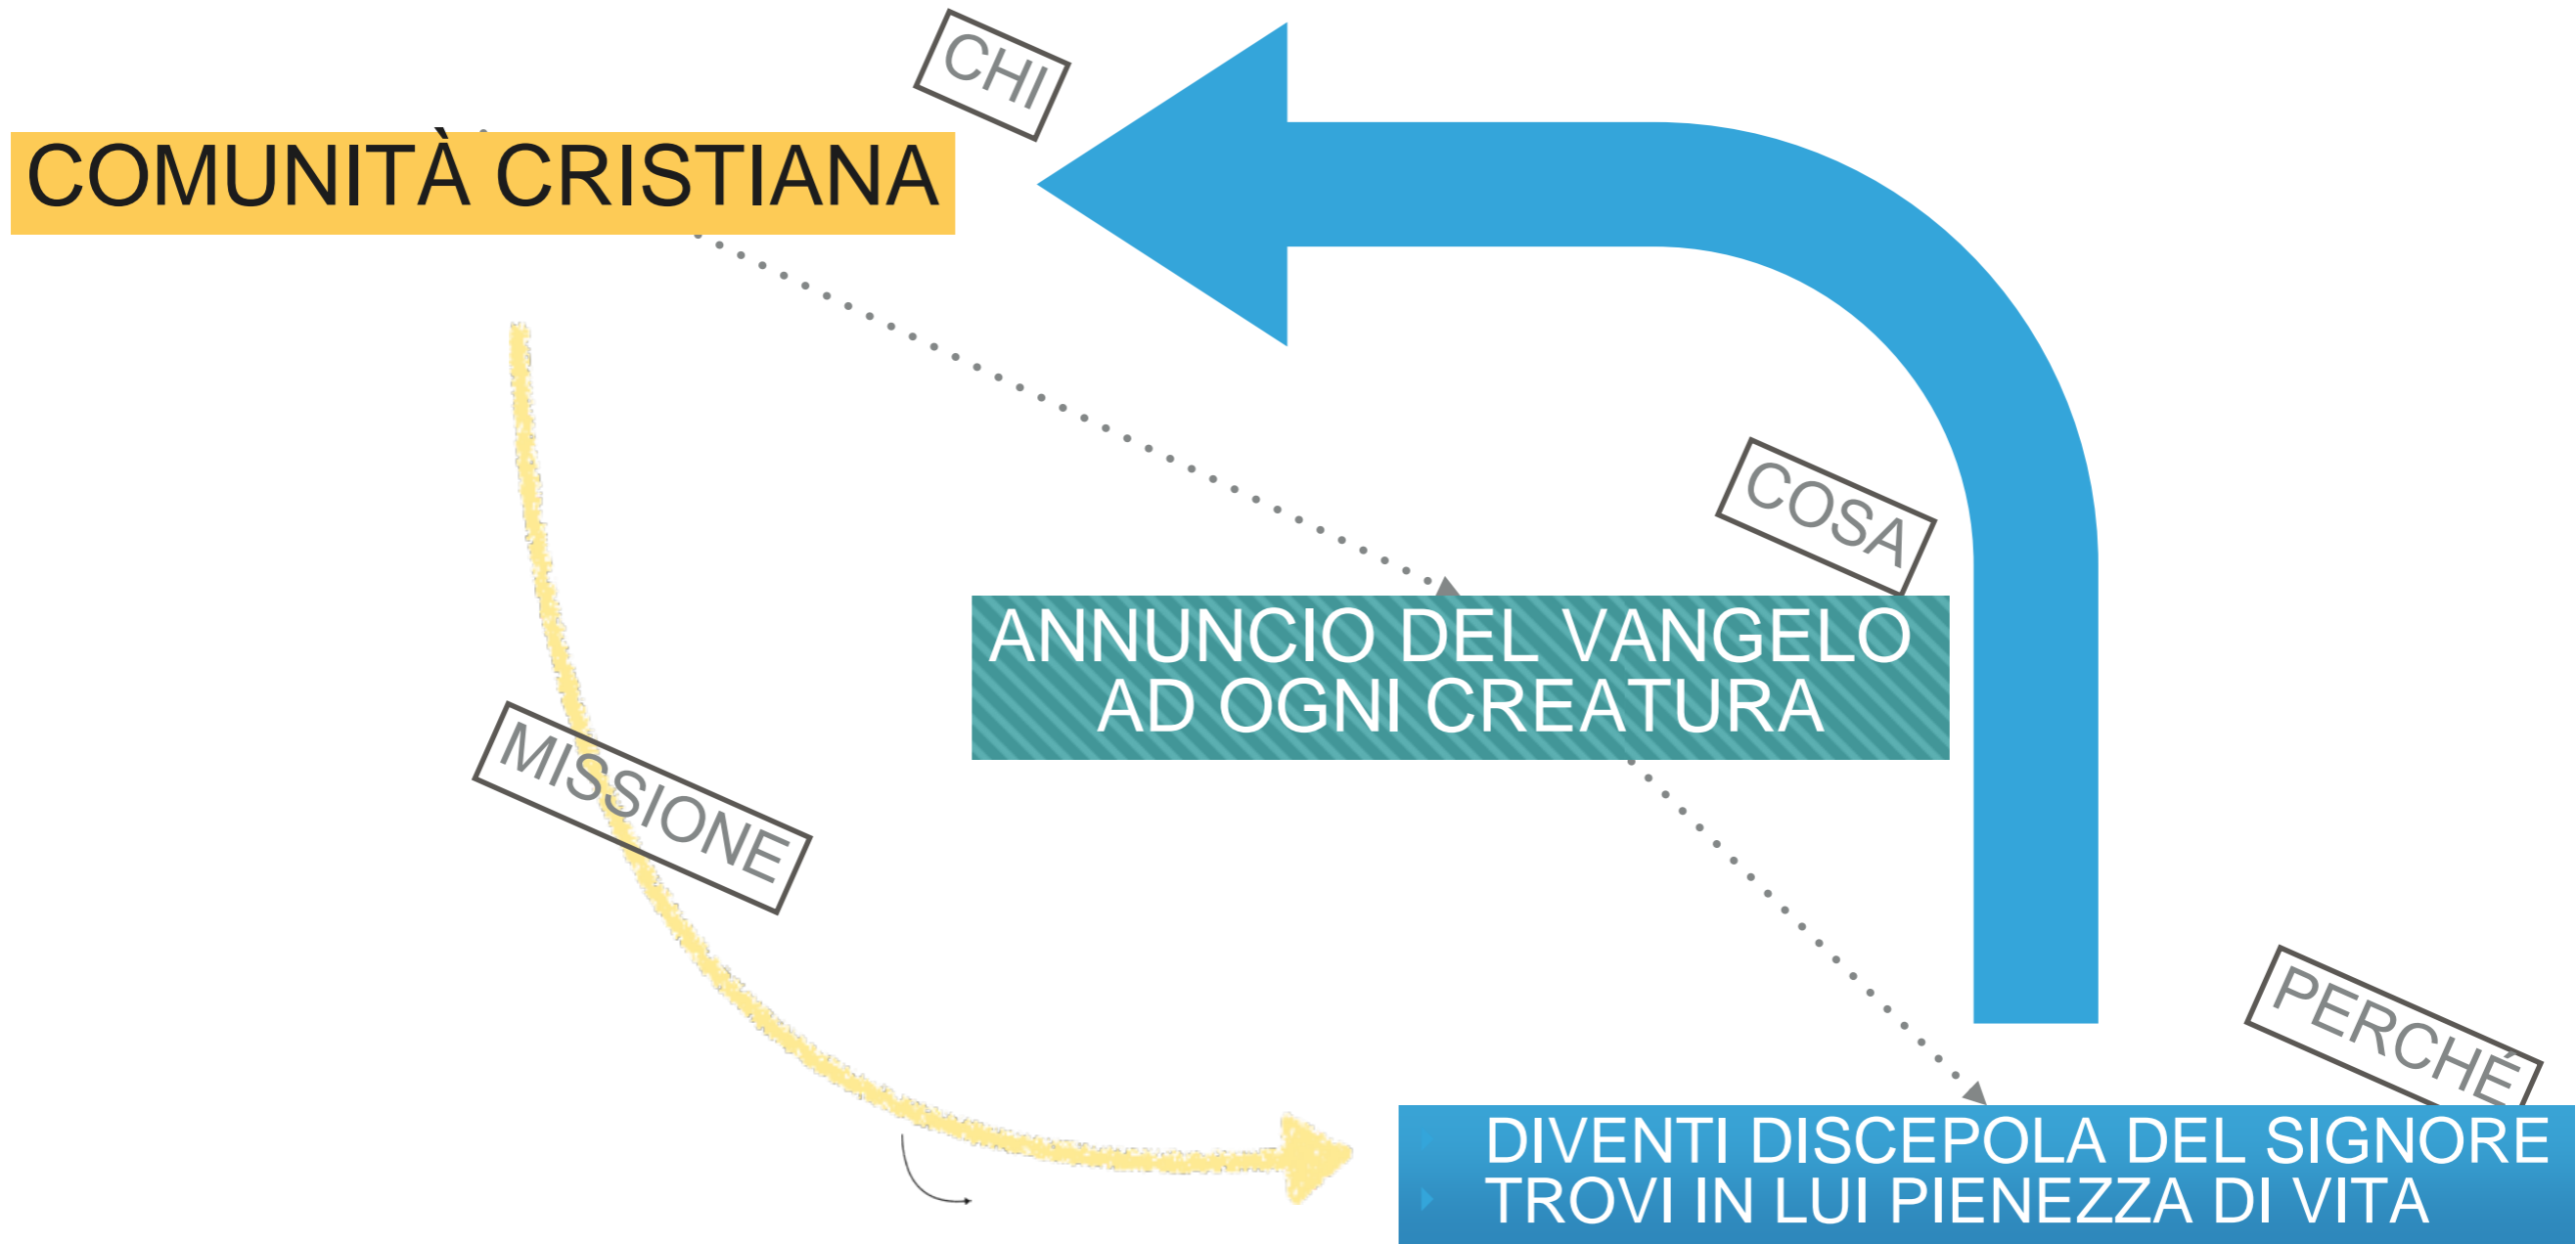 CHI
COMUNITÀ CRISTIANA
COSA
ANNUNCIO DEL VANGELO
AD OGNI CREATURA
MISSIONE
PERCHÉ
DIVENTI DISCEPOLA DEL SIGNORE
TROVI IN LUI PIENEZZA DI VITA